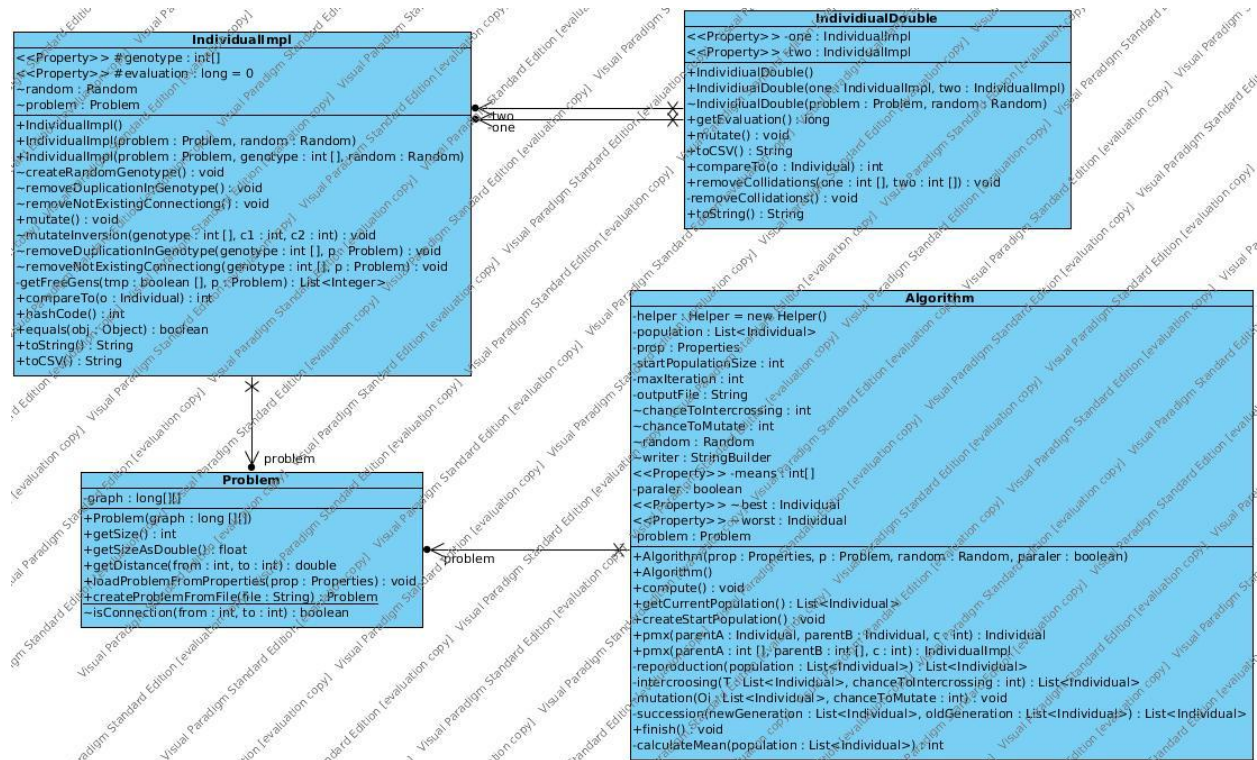 IndividualImpl
<<Property>> #genotype : int[]
<<Property>> #evaluation : long = 0
~random : Random
~problem : Problem
+IndividualImpl()
+IndividualImpl(problem : Problem, random : Random)
+IndividualImpl(problem : Problem, genotype : int [], random : Random)
~createRandomGenotype() : void
~removeDuplicationInGenotype() : void
~removeNotExistingConnectiong() : void
+mutate() : void
~mutateInversion(genotype : int [], c1 : int, c2 : int) : void
~removeDuplicationInGenotype(genotype : int [], p : Problem) : void
~removeNotExistingConnectiong(genotype : int [], p : Problem) : void
-getFreeGens(tmp : boolean [], p : Problem) : List<Integer>
+compareTo(o : Individual) : int
+hashCode() : int
+equals(obj : Object) : boolean
+toString() : String
+toCSV() : String
IndividiualDouble
<<Property>> -one : IndividualImpl
<<Property>> -two : IndividualImpl
+IndividiualDouble()
+IndividiualDouble(one : IndividualImpl, two : IndividualImpl)
~IndividiualDouble(problem : Problem, random : Random)
+getEvaluation() : long
+mutate() : void
+toCSV() : String
+compareTo(o : Individual) : int
+removeCollidations(one : int [], two : int []) : void
-removeCollidations() : void
+toString() : String
-two
-one
problem
Problem
-graph : long[][]
+Problem(graph : long [][])
+getSize() : int
+getSizeAsDouble() : float
+getDistance(from : int, to : int) : double
+loadProblemFromProperties(prop : Properties) : void
+createProblemFromFile(file : String) : Problem
~isConnection(from : int, to : int) : boolean
problem
Algorithm
-helper : Helper = new Helper()
-population : List<Individual>
-prop : Properties
-startPopulationSize : int
-maxIteration : int
-outputFile : String
~chanceToIntercrossing : int
~chanceToMutate : int
~random : Random
~writer : StringBuilder
<<Property>> -means : int[]
-paraler : boolean
<<Property>> ~best : Individual
<<Property>> ~worst : Individual
-problem : Problem
+Algorithm(prop : Properties, p : Problem, random : Random, paraler : boolean)
+Algorithm()
+compute() : void
+getCurrentPopulation() : List<Individual>
+createStartPopulation() : void
+pmx(parentA : Individual, parentB : Individual, c : int) : Individual
+pmx(parentA : int [], parentB : int [], c : int) : IndividualImpl
-reporoduction(population : List<Individual>) : List<Individual>
-intercroosing(T : List<Individual>, chanceToIntercrossing : int) : List<Individual>
-mutation(Oi : List<Individual>, chanceToMutate : int) : void
-succession(newGeneration : List<Individual>, oldGeneration : List<Individual>) : List<Individual>
+finish() : void
-calculateMean(population : List<Individual>) : int
Visual Paradigm Standard Edition [evaluation copy]